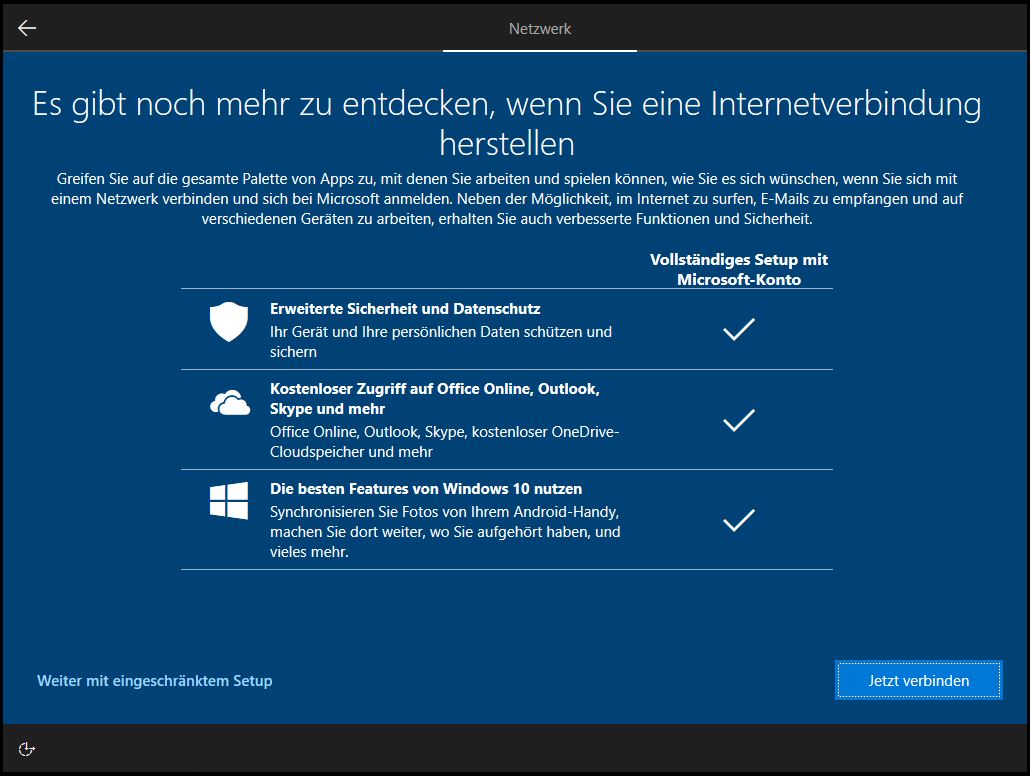 Netzwerk
Es gibt noch mehr zu entdecken, wenn Sie eine Internetverbindung
herstellen
Greifen Sie auf die gesamte Palette von Apps zu, mit denen Sie arbeiten und spielen können, wie Sie es sich wünschen, wenn Sie sich mit
einem Netzwerk verbinden und sich bei Microsoft anmelden. Neben der Möglichkeit, im Internet zu surfen, E-Mails zu empfangen und auf
verschiedenen Geräten zu arbeiten, erhalten Sie auch verbesserte Funktionen und Sicherheit.
Vollständiges Setup mit
Microsoft-Konto
Erweiterte Sicherheit und Datenschutz
Ihr Gerät und Ihre persönlichen Daten schützen und
sichern
Kostenloser Zugriff auf Office Online, Outlook,
Skype und mehr
Office Online, Outlook, Skype, kostenloser OneDrive-
Cloudspeicher und mehr
Die besten Features von Windows 10 nutzen
Synchronisieren Sie Fotos von Ihrem Android-Handy,
machen Sie dort weiter, wo Sie aufgehört haben, und
vieles mehr.
Weiter mit eingeschränktem Setup
Jetzt verbinden